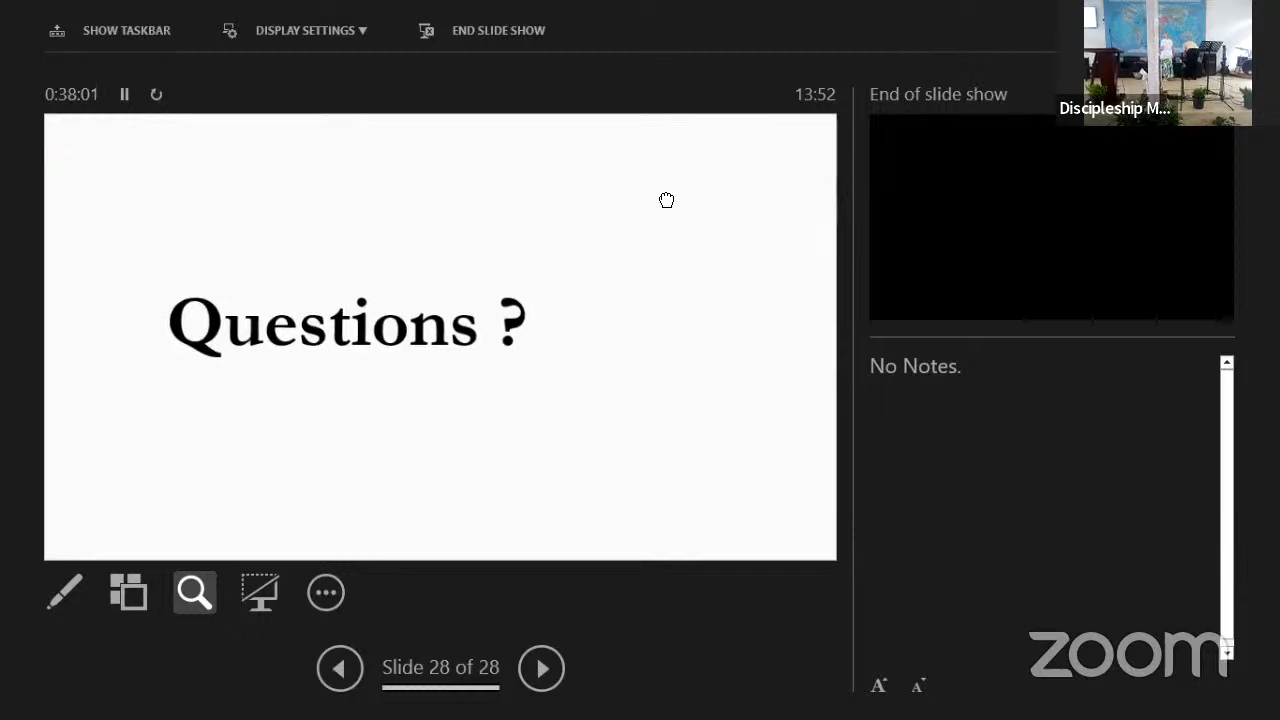 SHOW TASKBAR
DISPLAY SETTINGS ▼
END SLIDE SHOW
0:38:01
13:52
End of slide show
Discipleship M...
Questions ?
No Notes.
Slide 28 of 28
A A
zoom